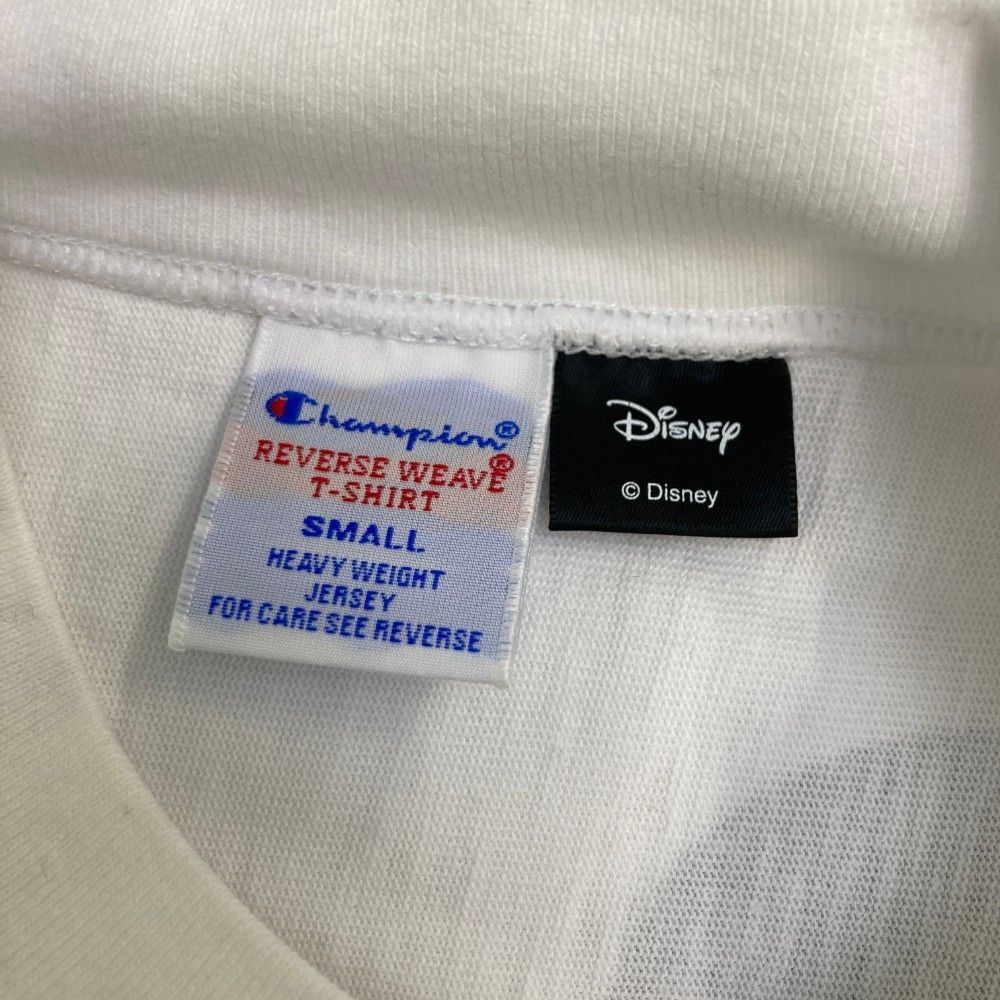 Champion®
REVERSE WEAVE®
T-SHIRT
SMALL
HEAVY WEIGHT
JERSEY
FOR CARE SEE REVERSE
Disney
© Disney